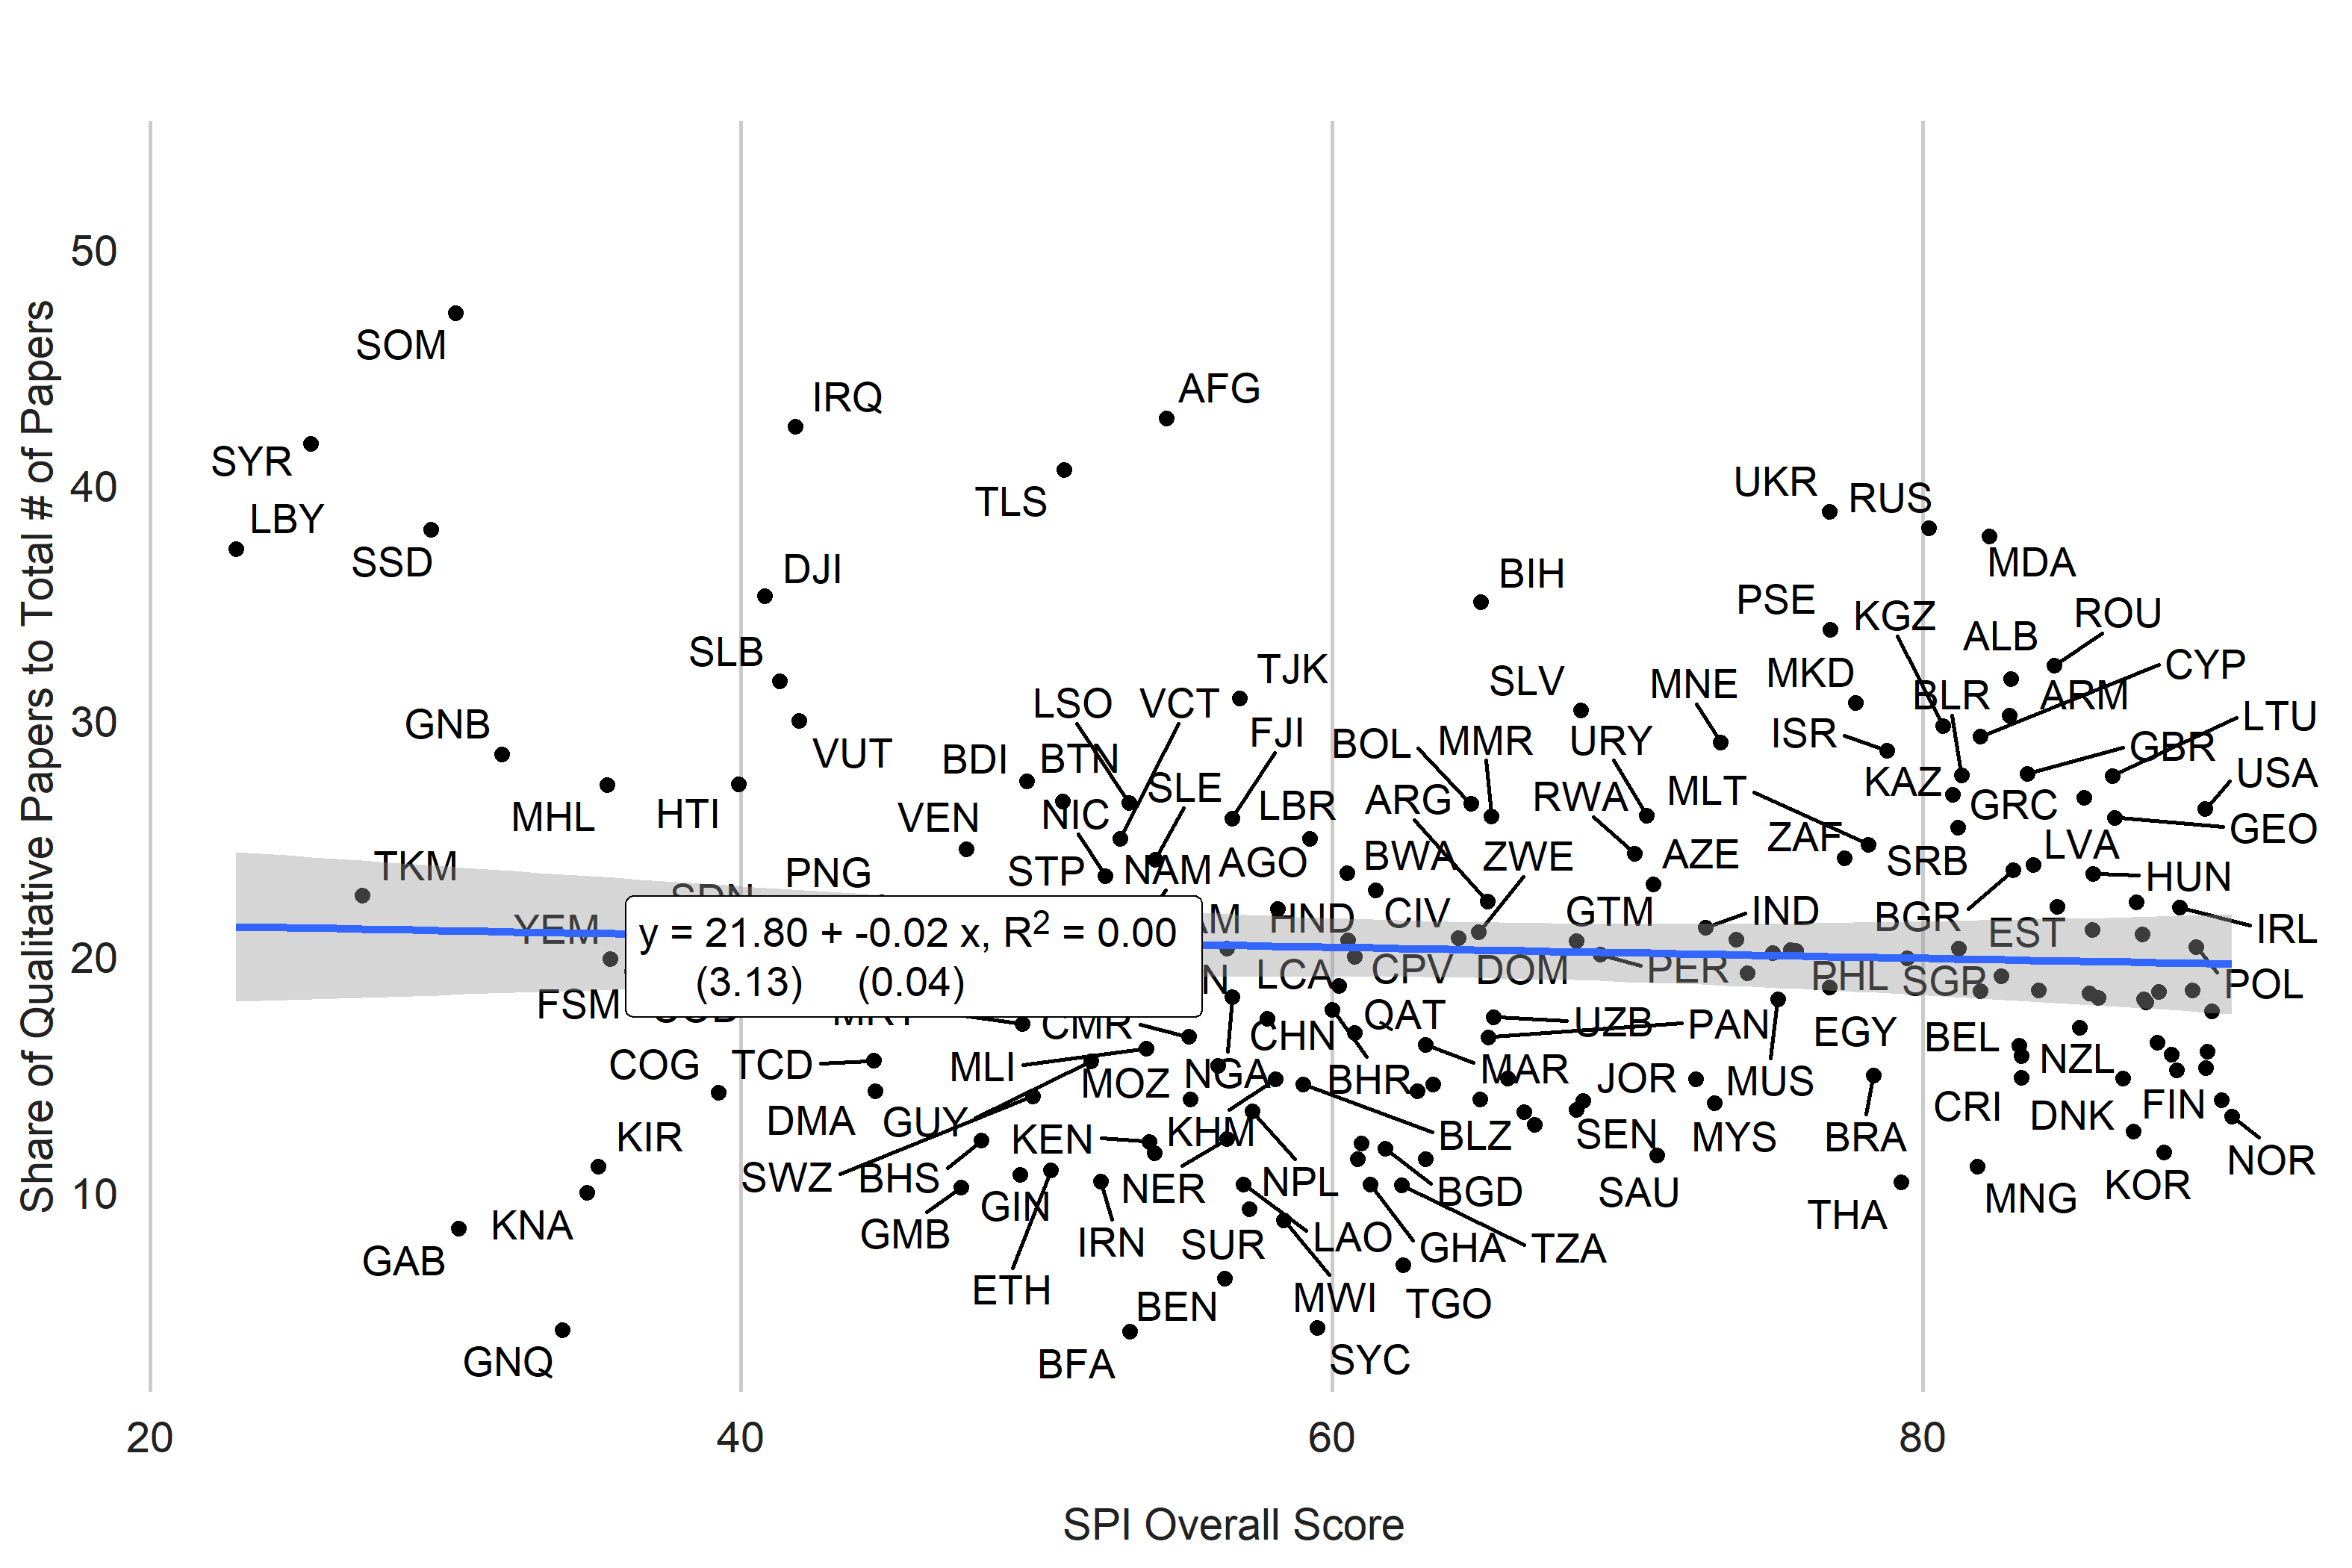 Share of Qualitative Papers to Total # of Papers
50
40
30
20
10
SOM
IRQ
AFG
SYR
TLS
UKR
RUS
LBY
SSD
MDA
DJI
BIH
PSE
KGZ
ROU
ALB
SLB
TJK
SLV
MNE
MKD
CYP
LSO
VCT
BLR
ARM
GNB
FJI
BOL
MMR
URY
ISR
LTU
VUT
BDI
BTN
GBR
USA
SLE
LBR
ARG
RWA
MLT
KAZ
GRC
MHL
HTI
VEN
NIC
GEO
ZAF
LVA
TKM
PNG
STP
NAM
AGO
BWA
ZWE
AZE
SRB
HUN
SDN
HND
CIV
GTM
IND
BGR
EST
IRL
YEM
y = 21.80 + -0.02 x, R2 = 0.00
(3.13) (0.04)
LCA
CPV
DOM
PER
PHL
SGP
POL
FSM
CMR
CHN
QAT
UZB
PAN
EGY
BEL
COG
TCD
MLI
MOZ
NGA
BHR
MAR
JOR
MUS
NZL
DMA
GUY
CRI
DNK
FIN
KIR
KEN
KHM
BLZ
SEN
MYS
BRA
SWZ
BHS
NER
NPL
BGD
SAU
KOR
NOR
KNA
GMB
GIN
IRN
SUR
LAO
GHA
TZA
THA
MNG
GAB
ETH
BEN
MWI
TGO
GNQ
BFA
SYC
20
40
60
80
SPI Overall Score